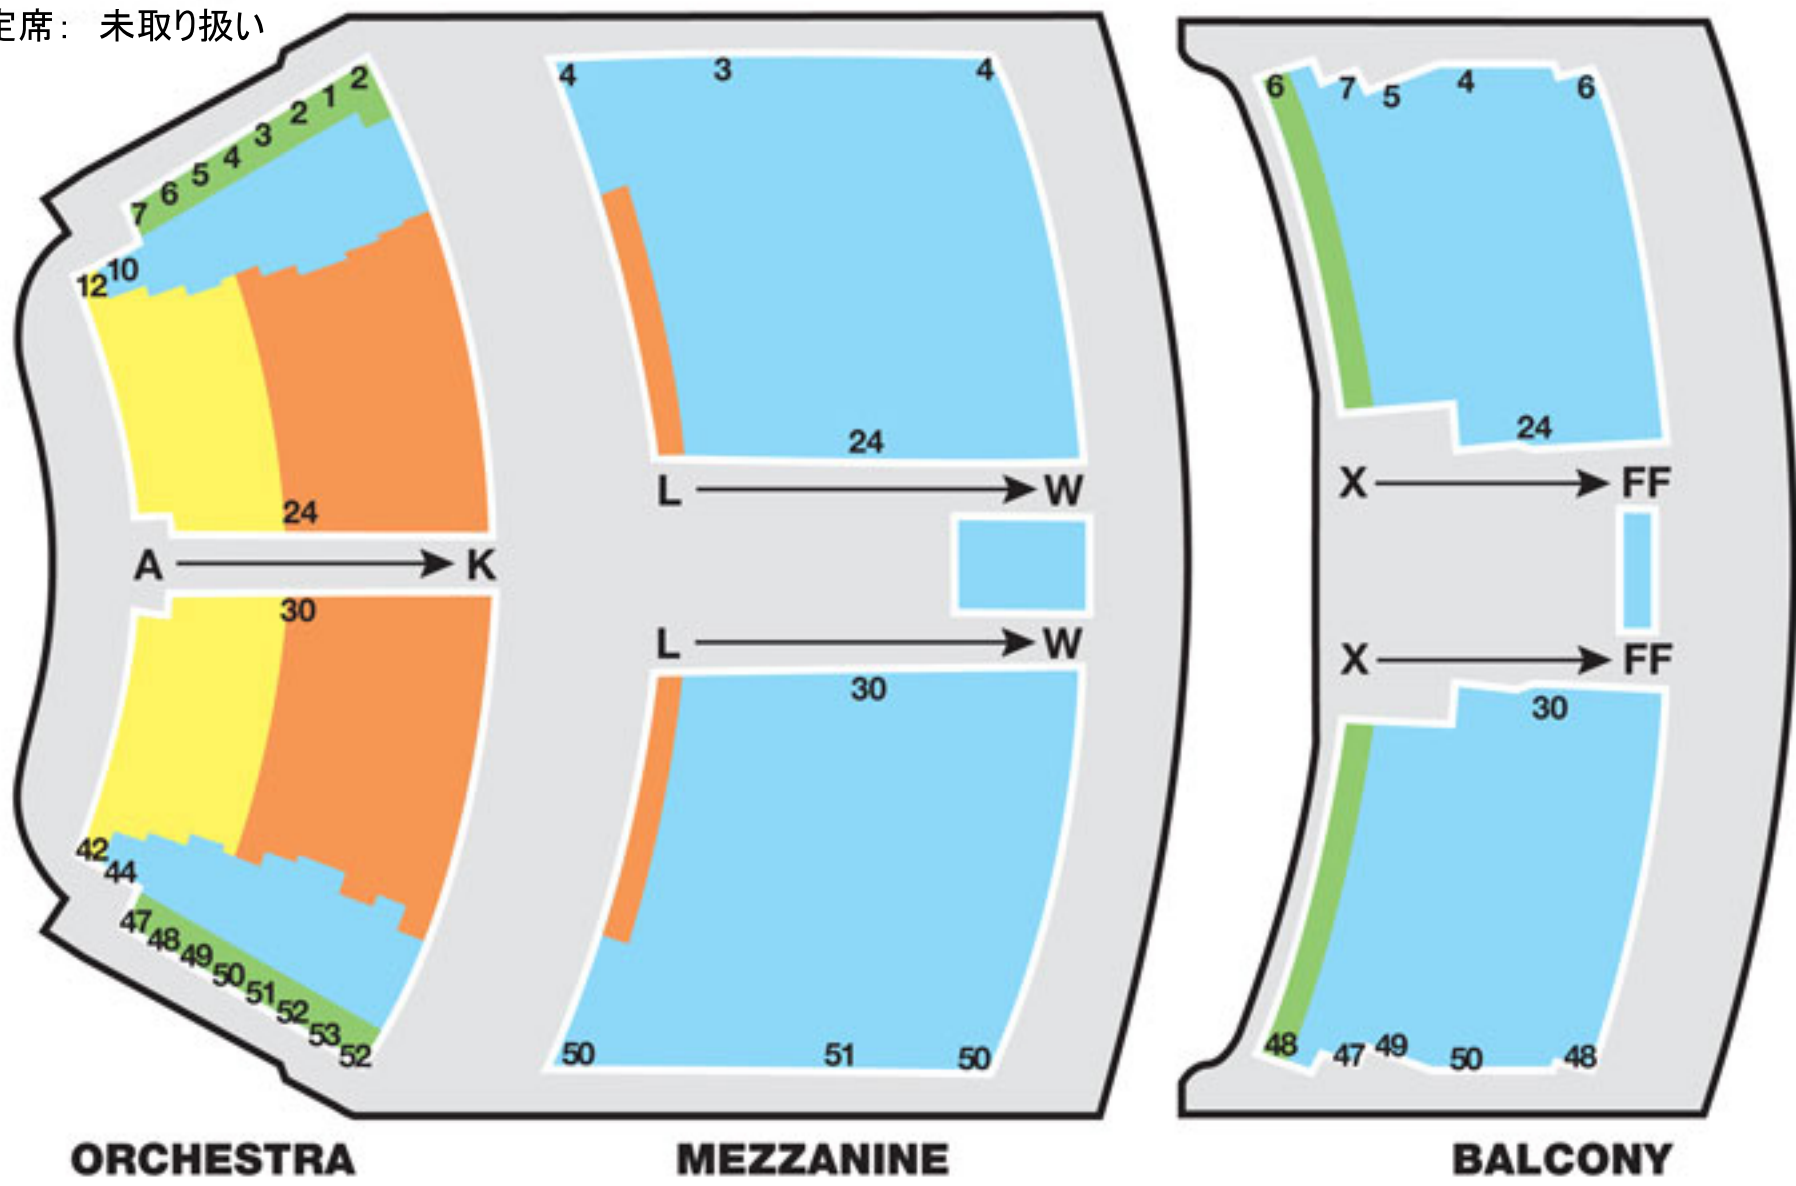 定席： 未取り扱い
2
1
2
3
4
5
6
7
10
12
24
A K
30
42
44
47
48
49
50
51
52
53
52
4 3 4
24
L W
L W
30
50 51 50
6 7 5 4 6
24
X FF
X FF
30
48 47 49 50 48
ORCHESTRA MEZZANINE BALCONY